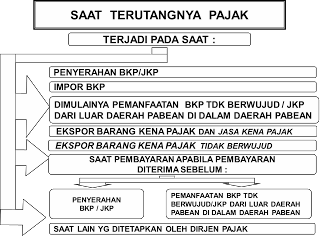 SAAT TERUTANGNYA PAJAK
TERJADI PADA SAAT :
PENYERAHAN BKP/JKP
IMPOR BKP
DIMULAINYA PEMANFAATAN BKP TDK BERWUJUD / JKP
DARI LUAR DAERAH PABEAN DI DALAM DAERAH PABEAN
EKSPOR BARANG KENA PAJAK DAN JASA KENA PAJAK
EKSPOR BARANG KENA PAJAK TIDAK BERWUJUD
SAAT PEMBAYARAN APABILA PEMBAYARAN
DITERIMA SEBELUM :
PENYERAHAN
BKP / JKP
PEMANFAATAN BKP TDK
BERWUJUD/JKP DARI LUAR DAERAH
PABEAN DI DALAM DAERAH PABEAN
SAAT LAIN YG DITETAPKAN OLEH DIRJEN PAJAK